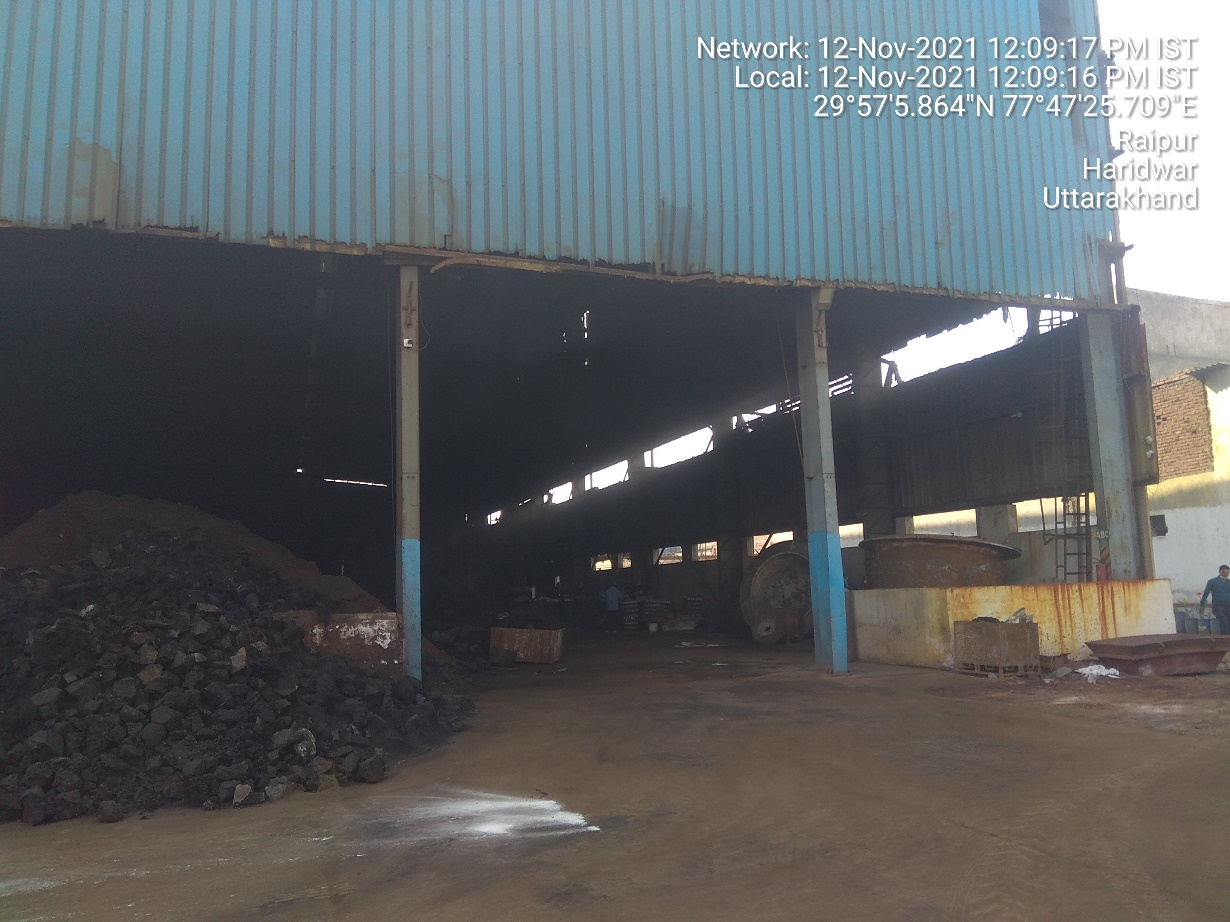 Network: 12-Nov-2021 12:09:17 PM IST
Local: 12-Nov-2021 12:09:16 PM IST
29°57'5.864"N 77°47'25.709"E
Raipur
Haridwar
Uttarakhand